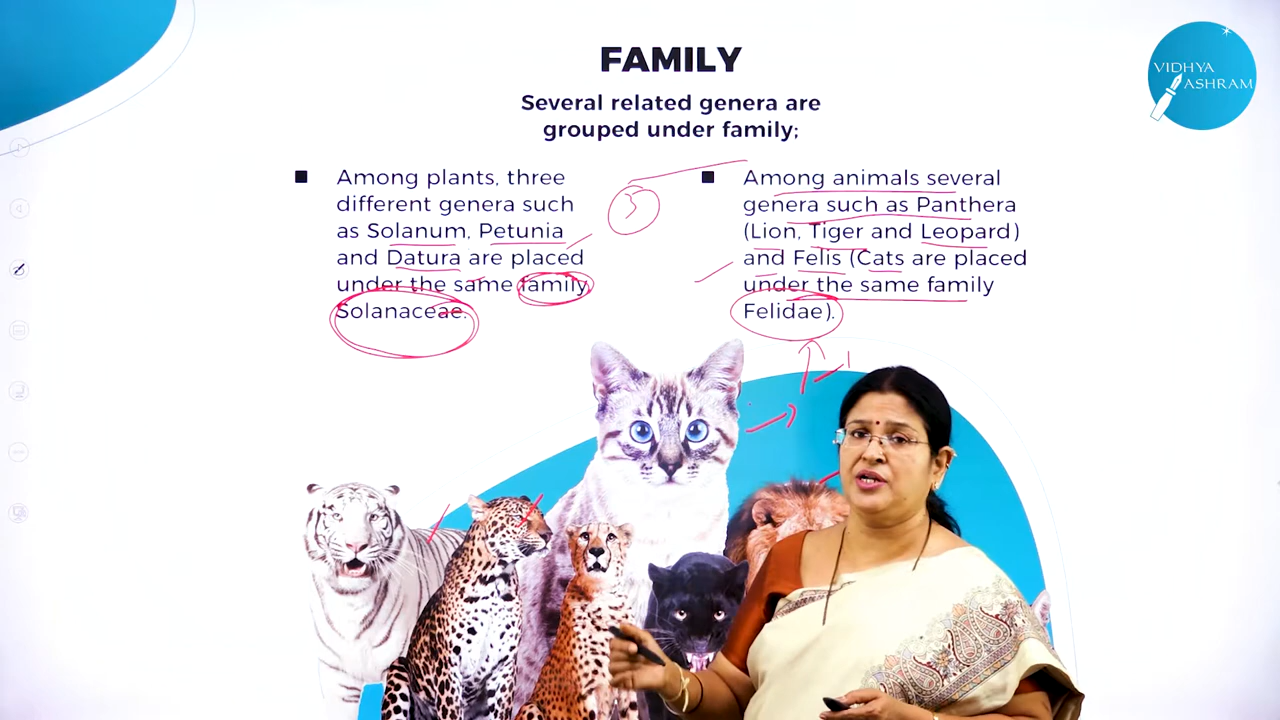 FAMILY
Several related genera are
grouped under family;
VIDHYA
ASHRAM
Among plants, three
different genera such
as Solanum, Petunia
and Datura are placed
under the same family
Solanaceae.
Among animals several
genera such as Panthera
(Lion, Tiger and Leopard)
and Felis (Cats are placed
under the same family
Felidae).